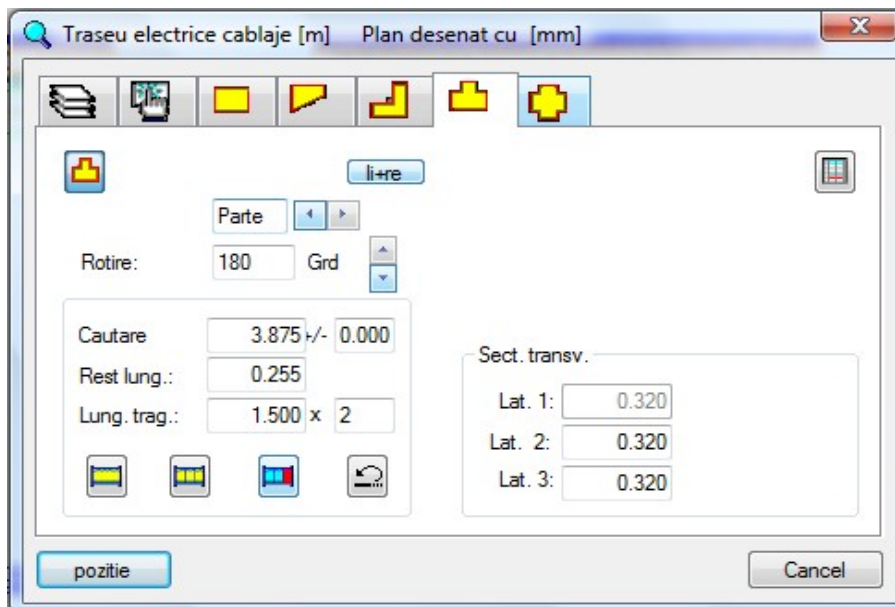 Traseu electrice cablaje [m] Plan desenat cu [mm]
li+re
Parte
Rotire: 180 Grd
Cautare 3.875 +/- 0.000
Rest lung.: 0.255
Lung. trag.: 1.500 x 2
Sect. transv.
Lat. 1: 0.320
Lat. 2: 0.320
Lat. 3: 0.320
pozitie Cancel